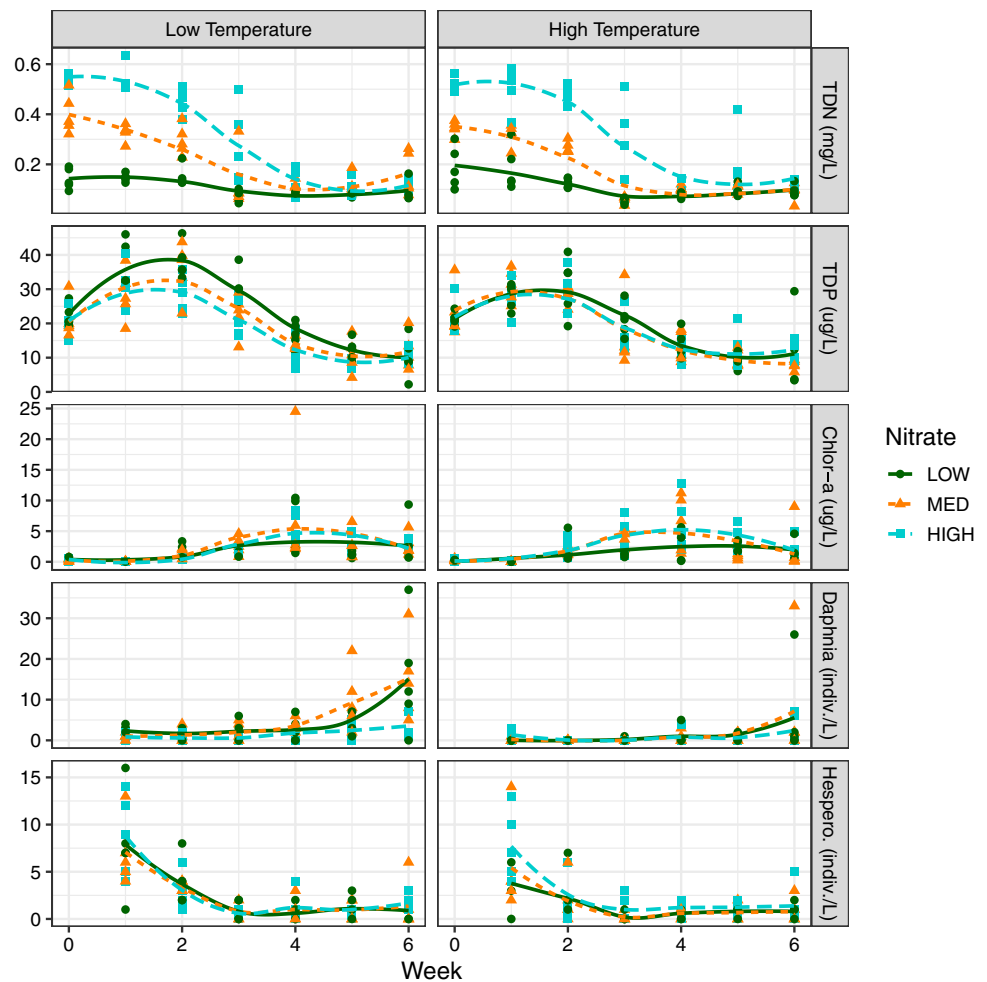 Low Temperature
High Temperature
0.6
0.4
0.2
TDN (mg/L)
40
30
20
10
0
TDP (ug/L)
25
20
15
10
5
0
Chlor−a (ug/L)
30
20
10
0
Daphnia (indiv./L)
15
10
5
0
Hespero. (indiv./L)
0
2
4
6
0
2
4
6
Week
Nitrate
LOW
MED
HIGH